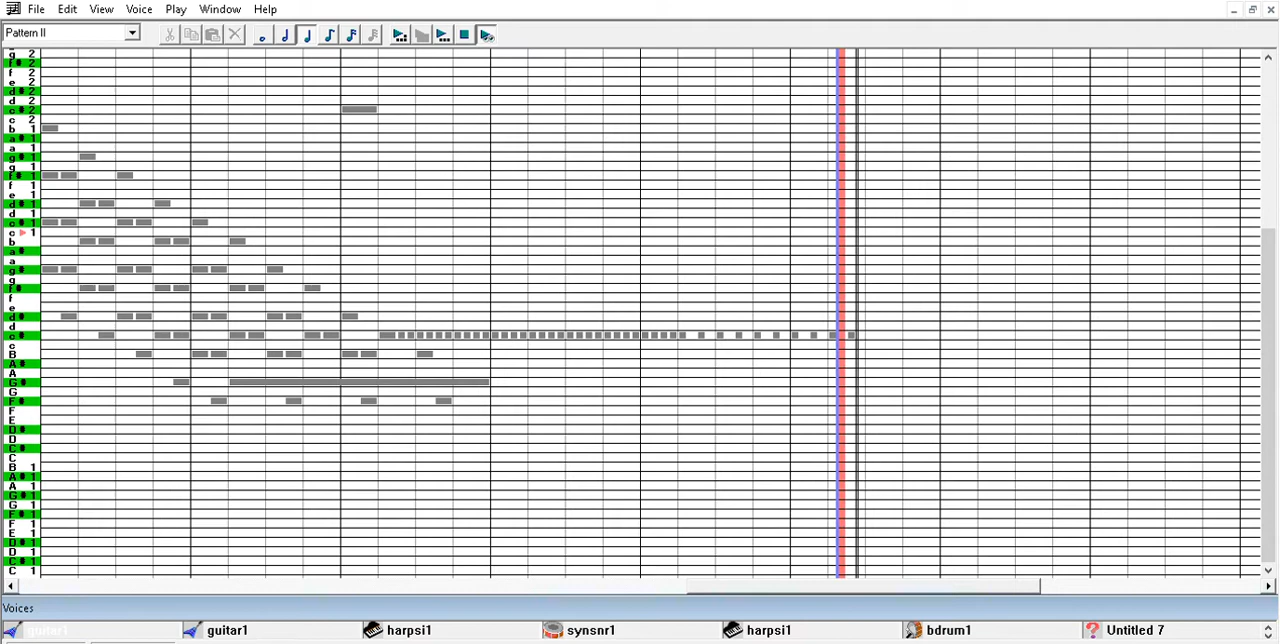 File Edit View Voice Play Window Help
Pattern II
g 2
f# 2
f 2
e 2
d# 2
d 2
c# 2
c 2
b 1
a# 1
a 1
g# 1
g 1
f# 1
f 1
e 1
d# 1
d 1
c# 1
c 1
b
a#
a
g#
g
f#
f
e
d#
d
c#
c
B
A#
A
G#
G
F#
F
E
D#
D
C#
C
B 1
A# 1
A 1
G# 1
G 1
F# 1
F 1
E 1
D# 1
D 1
C# 1
C 1
Voices
guitar1 guitar1 harpsi1 synsnr1 harpsi1 bdrum1 Untitled 7